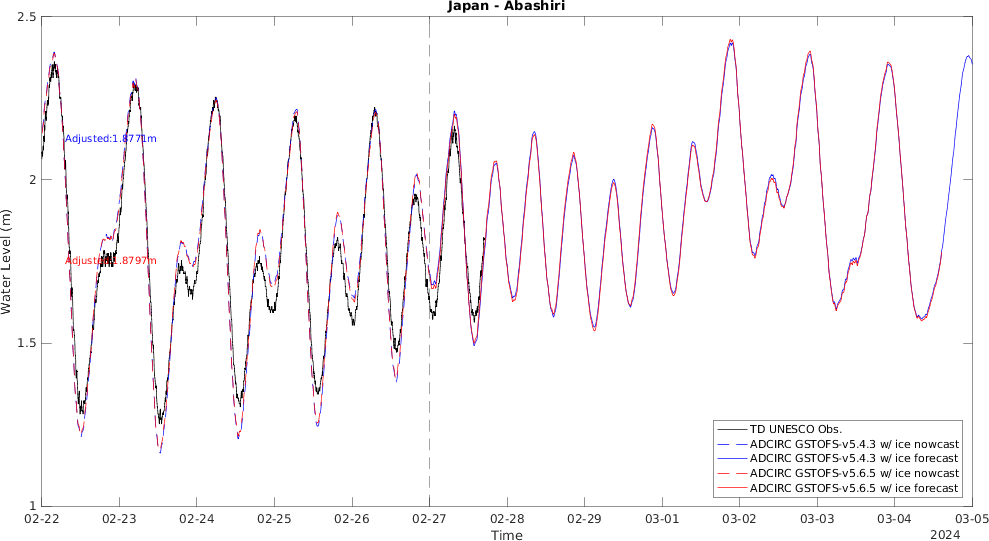 Japan - Abashiri
2.5
2
1.5
1
Water Level (m)
Adjusted:1.8771m
Adjusted:1.8797m
TD UNESCO Obs.
ADCIRC GSTOFS-v5.4.3 w/ ice nowcast
ADCIRC GSTOFS-v5.4.3 w/ ice forecast
ADCIRC GSTOFS-v5.6.5 w/ ice nowcast
ADCIRC GSTOFS-v5.6.5 w/ ice forecast
02-22 02-23 02-24 02-25 02-26 02-27 02-28 02-29 03-01 03-02 03-03 03-04 03-05
Time
2024